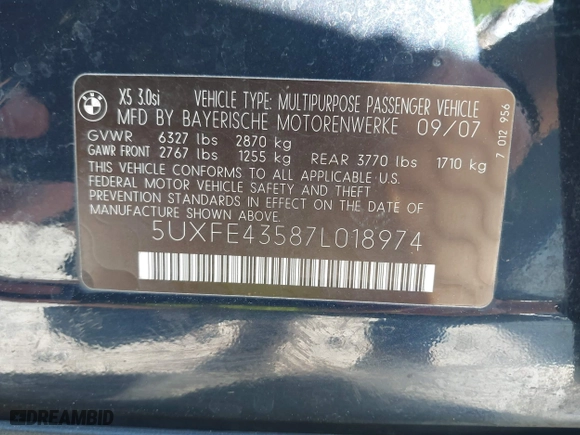 X5 3.0si VEHICLE TYPE: MULTIPURPOSE PASSENGER VEHICLE
MFD BY BAYERISCHE MOTORENWERKE 09/07
GVWR 6327 lbs 2870 kg
GAWR FRONT 2767 lbs 1255 kg REAR 3770 lbs 1710 kg
THIS VEHICLE CONFORMS TO ALL APPLICABLE U.S.
FEDERAL MOTOR VEHICLE SAFETY AND THEFT
PREVENTION STANDARDS IN EFFECT ON THE DATE OF
MANUFACTURE SHOWN ABOVE.
5UXFE43587L018974
7 012 956
BMW
DREAMBID